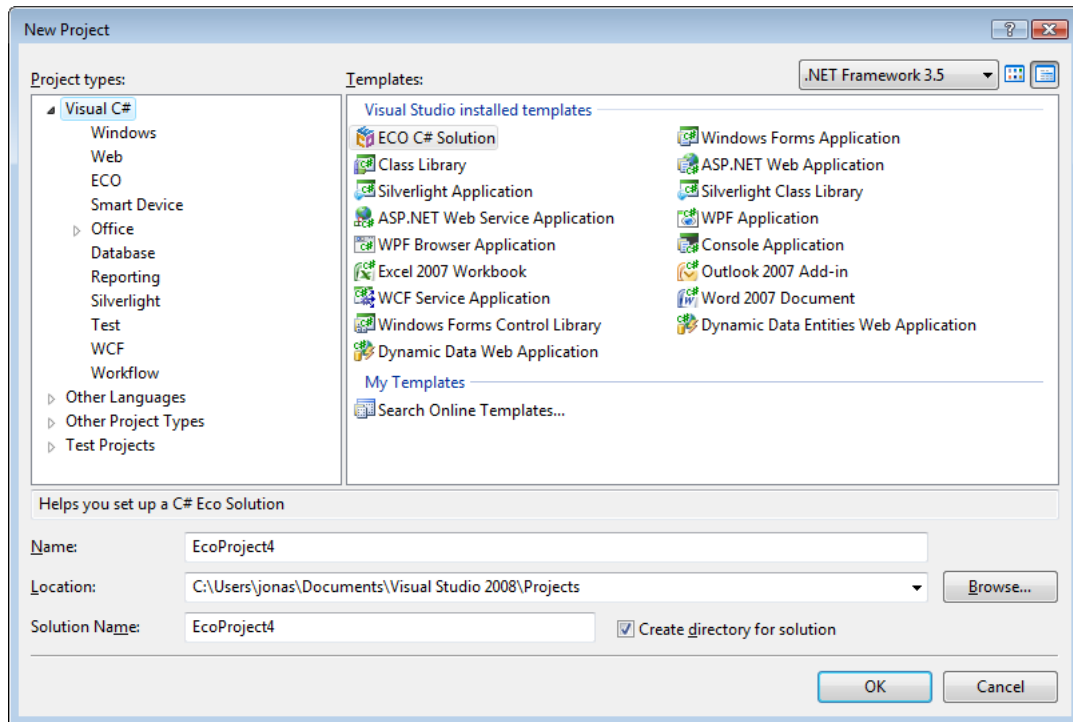 New Project
Project types:
Templates:
.NET Framework 3.5
Visual C#
Windows
Web
ECO
Smart Device
Office
Database
Reporting
Silverlight
Test
WCF
Workflow
Other Languages
Other Project Types
Test Projects
Visual Studio installed templates
ECO C# Solution
Windows Forms Application
Class Library
ASP.NET Web Application
Silverlight Application
Silverlight Class Library
ASP.NET Web Service Application
WPF Application
WPF Browser Application
Console Application
Excel 2007 Workbook
Outlook 2007 Add-in
WCF Service Application
Word 2007 Document
Windows Forms Control Library
Dynamic Data Entities Web Application
Dynamic Data Web Application
My Templates
Search Online Templates...
Helps you set up a C# Eco Solution
Name:
EcoProject4
Location:
C:\Users\jonas\Documents\Visual Studio 2008\Projects
Browse...
Solution Name:
EcoProject4
Create directory for solution
OK
Cancel